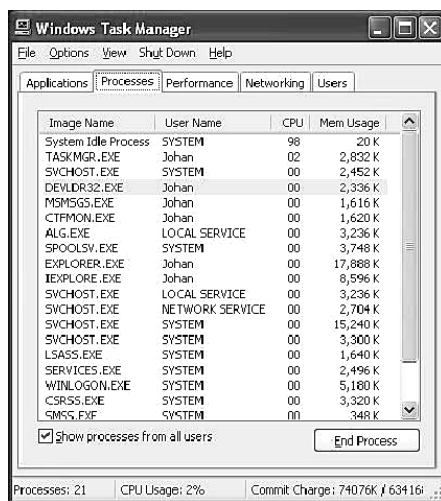 Windows Task Manager
File Options View Shut Down Help
Applications Processes Performance Networking Users
Image Name User Name CPU Mem Usage
System Idle Process SYSTEM 98 20 K
TASKMGR.EXE Johan 02 2,832 K
SVCHOST.EXE SYSTEM 00 2,452 K
DEVLDR32.EXE Johan 00 2,336 K
MSMSGS.EXE Johan 00 1,616 K
CTFMON.EXE Johan 00 1,620 K
ALG.EXE LOCAL SERVICE 00 3,236 K
SPOOLSV.EXE SYSTEM 00 3,748 K
EXPLORER.EXE Johan 00 17,888 K
IEXPLORE.EXE Johan 00 8,596 K
SVCHOST.EXE LOCAL SERVICE 00 3,236 K
SVCHOST.EXE NETWORK SERVICE 00 2,704 K
SVCHOST.EXE SYSTEM 00 15,240 K
SVCHOST.EXE SYSTEM 00 3,300 K
LSASS.EXE SYSTEM 00 1,640 K
SERVICES.EXE SYSTEM 00 2,496 K
WINLOGON.EXE SYSTEM 00 5,180 K
CSRSS.EXE SYSTEM 00 3,320 K
SMSS.EXE SYSTEM 00 348 K
Show processes from all users
End Process
Processes: 21 CPU Usage: 2% Commit Charge: 74076K / 63416